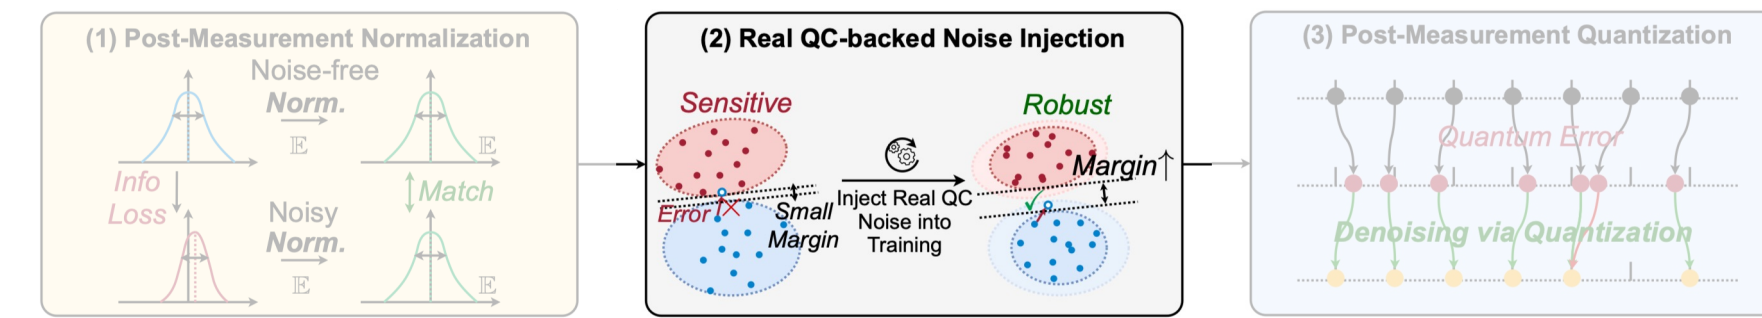 (1) Post-Measurement Normalization
Noise-free
Norm.
𝔼
𝔼
Info
Loss
Match
Noisy
Norm.
𝔼
𝔼
(2) Real QC-backed Noise Injection
Sensitive
Robust
Margin↑
Error
Small
Margin
Inject Real QC
Noise into
Training
(3) Post-Measurement Quantization
Quantum Error
Denoising via Quantization